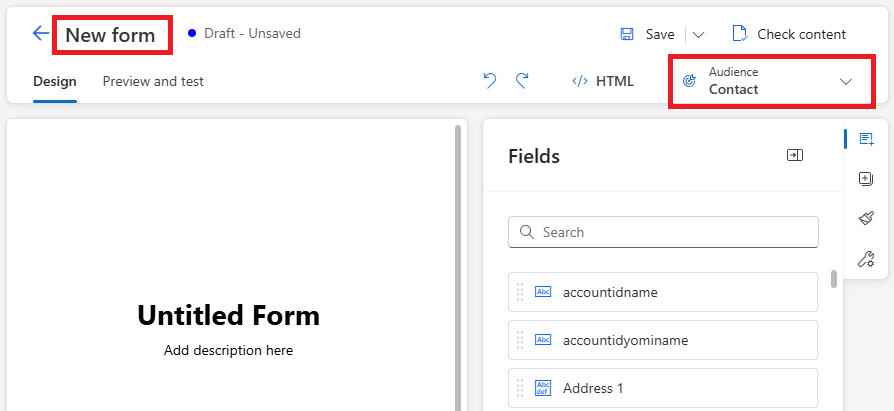 New form
Draft - Unsaved
Save
Check content
Design
Preview and test
HTML
Audience
Contact
Untitled Form
Add description here
Fields
Search
Abc accountidname
Abc accountidyominame
Abc def Address 1